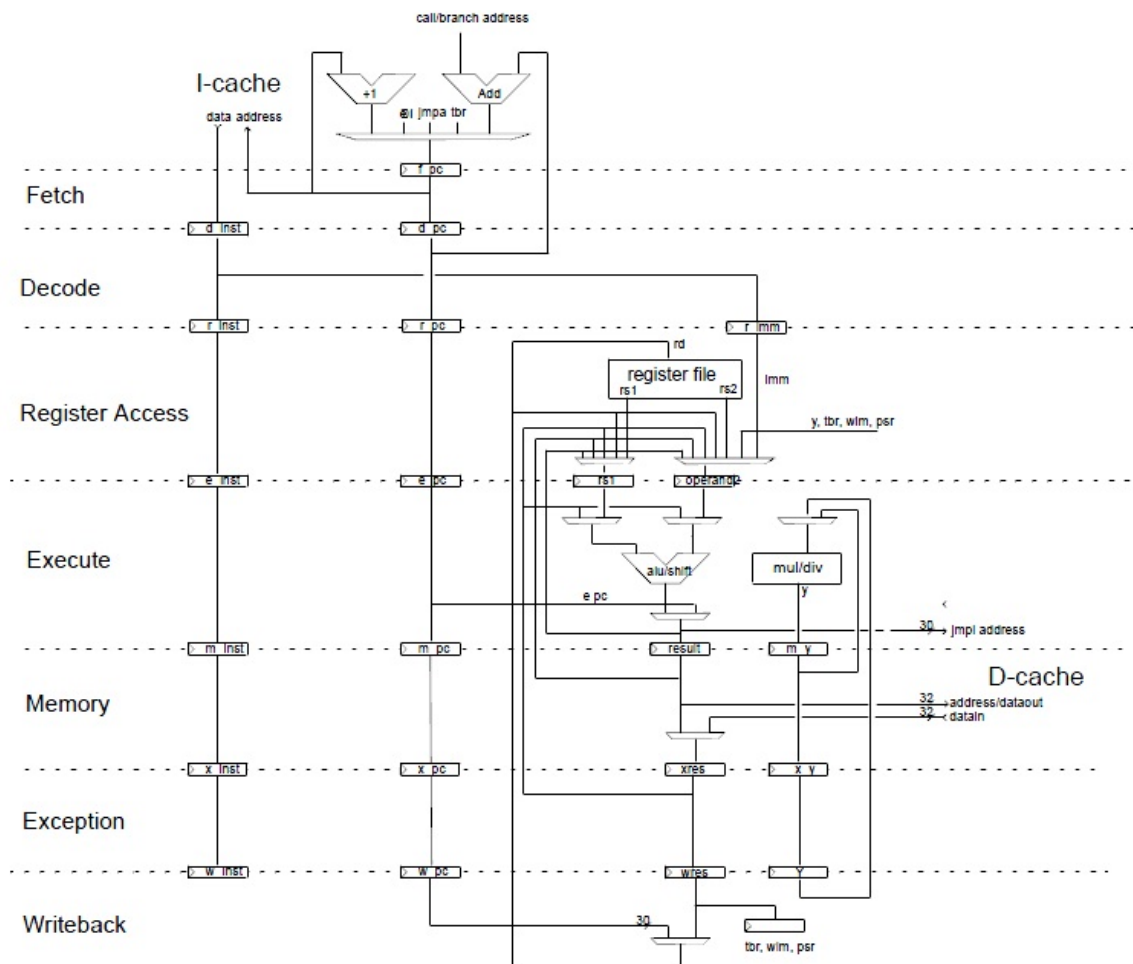 call/branch address
I-cache
+1
Add
data address
jmpa tbr
f pc
Fetch
d inst
d pc
Decode
r inst
r pc
r imm
rd
register file
rs1
rs2
imm
Register Access
y, tbr, wim, psr
e inst
e pc
rs1
operand2
Execute
alu/shift
mul/div
y
e pc
30
jmpl address
m inst
m pc
result
m y
D-cache
Memory
32
address/dataout
32
datain
x inst
x pc
xres
x y
Exception
w inst
w pc
wres
Y
Writeback
30
tbr, wim, psr